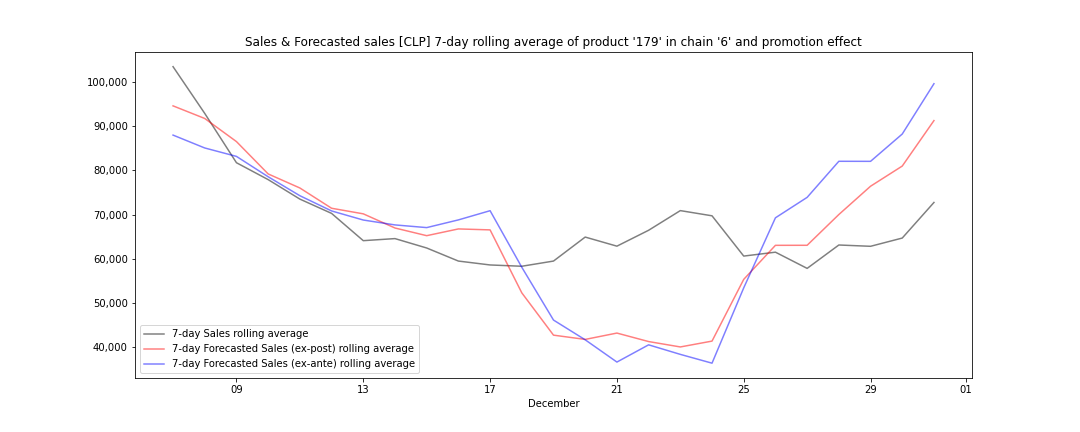 Sales & Forecasted sales [CLP] 7-day rolling average of product '179' in chain '6' and promotion effect
100,000
90,000
80,000
70,000
60,000
50,000
40,000
7-day Sales rolling average
7-day Forecasted Sales (ex-post) rolling average
7-day Forecasted Sales (ex-ante) rolling average
09 13 17 21 25 29 01
December